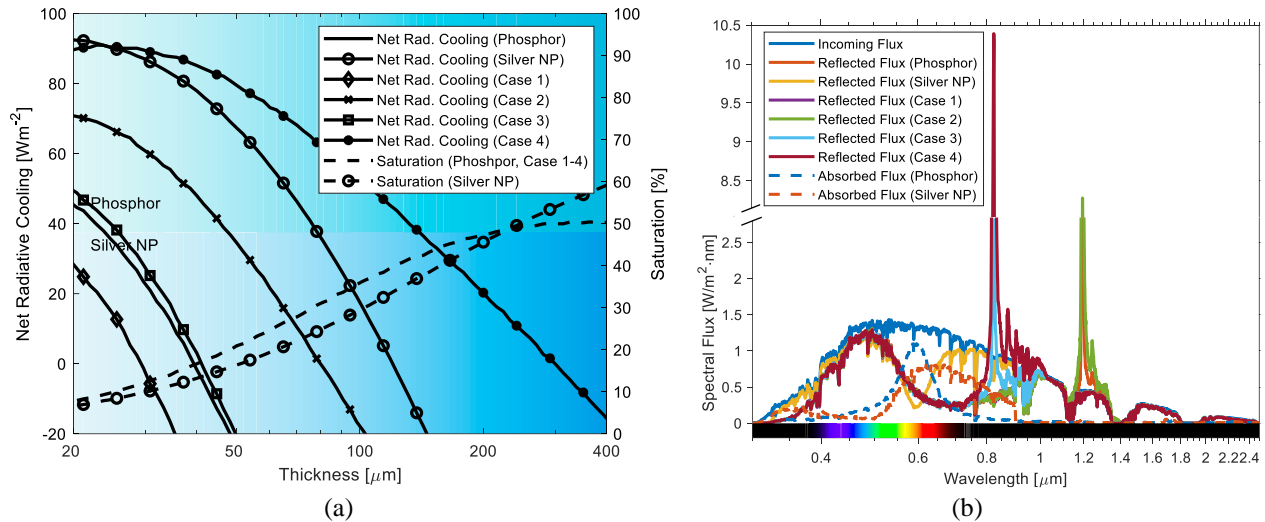 100
80
60
40
20
0
-20
Net Radiative Cooling [Wm-2]
100
90
80
70
60
50
40
30
20
10
0
Saturation [%]
20
50
100
200
400
Thickness [μm]
Net Rad. Cooling (Phosphor)
Net Rad. Cooling (Silver NP)
Net Rad. Cooling (Case 1)
Net Rad. Cooling (Case 2)
Net Rad. Cooling (Case 3)
Net Rad. Cooling (Case 4)
Saturation (Phoshpor, Case 1-4)
Saturation (Silver NP)
Phosphor
Silver NP
(a)
10.5
10
9.5
9
8.5
2.5
2
1.5
1
0.5
0
Spectral Flux [W/m²·nm]
Incoming Flux
Reflected Flux (Phosphor)
Reflected Flux (Silver NP)
Reflected Flux (Case 1)
Reflected Flux (Case 2)
Reflected Flux (Case 3)
Reflected Flux (Case 4)
Absorbed Flux (Phosphor)
Absorbed Flux (Silver NP)
0.4
0.6
0.8
1
1.2
1.4
1.6
1.8
2
2.2
2.4
Wavelength [μm]
(b)